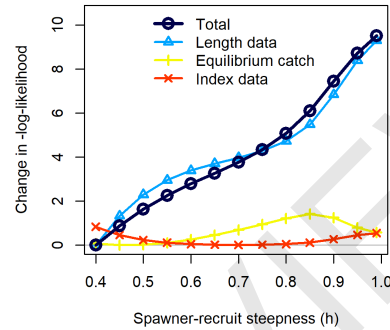 Change in -log-likelihood
10
8
6
4
2
0
Total
Length data
Equilibrium catch
Index data
0.4 0.5 0.6 0.7 0.8 0.9 1.0
Spawner-recruit steepness (h)